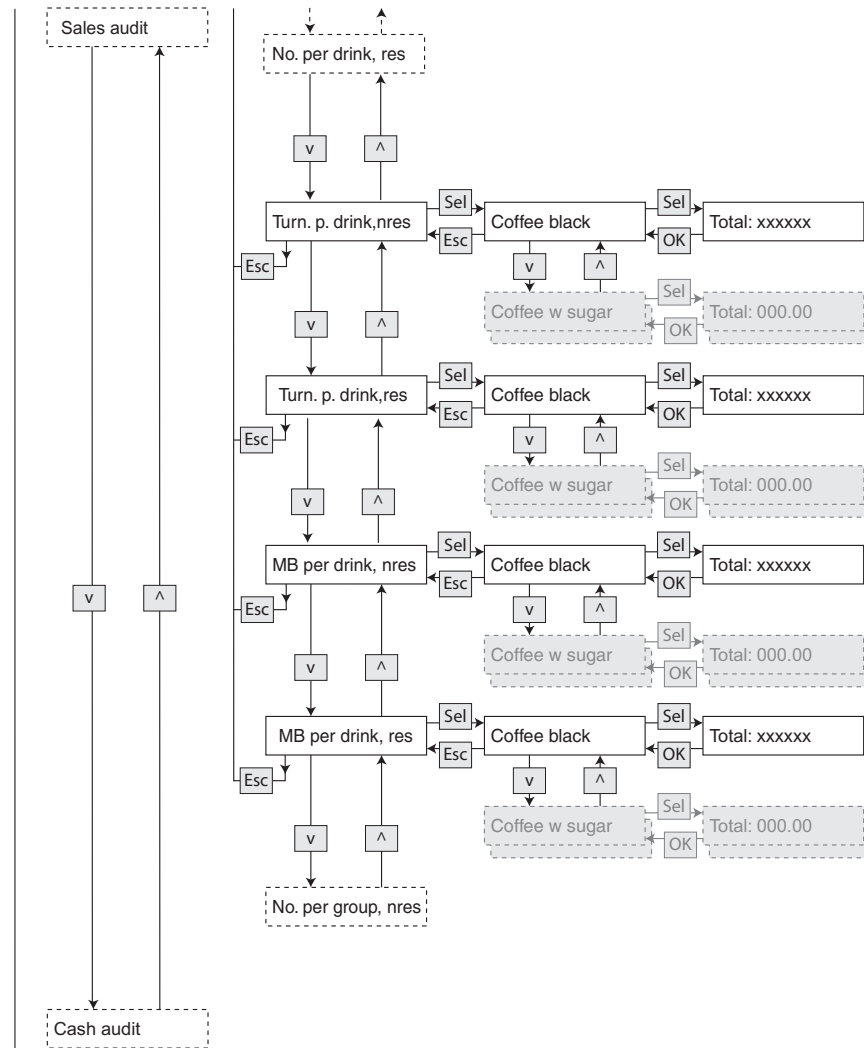 Sales audit
No. per drink, res
v ^
Turn. p. drink,nres Sel Coffee black Sel Total: xxxxxx
Esc OK
Esc v ^
Coffee w sugar Sel Total: 000.00
OK
v ^
Turn. p. drink,res Sel Coffee black Sel Total: xxxxxx
Esc OK
Esc v ^
Coffee w sugar Sel Total: 000.00
OK
v ^
MB per drink, nres Sel Coffee black Sel Total: xxxxxx
Esc OK
v ^ Esc v ^
Coffee w sugar Sel Total: 000.00
OK
v ^
MB per drink, res Sel Coffee black Sel Total: xxxxxx
Esc OK
Esc v ^
Coffee w sugar Sel Total: 000.00
OK
v ^
No. per group, nres
Cash audit